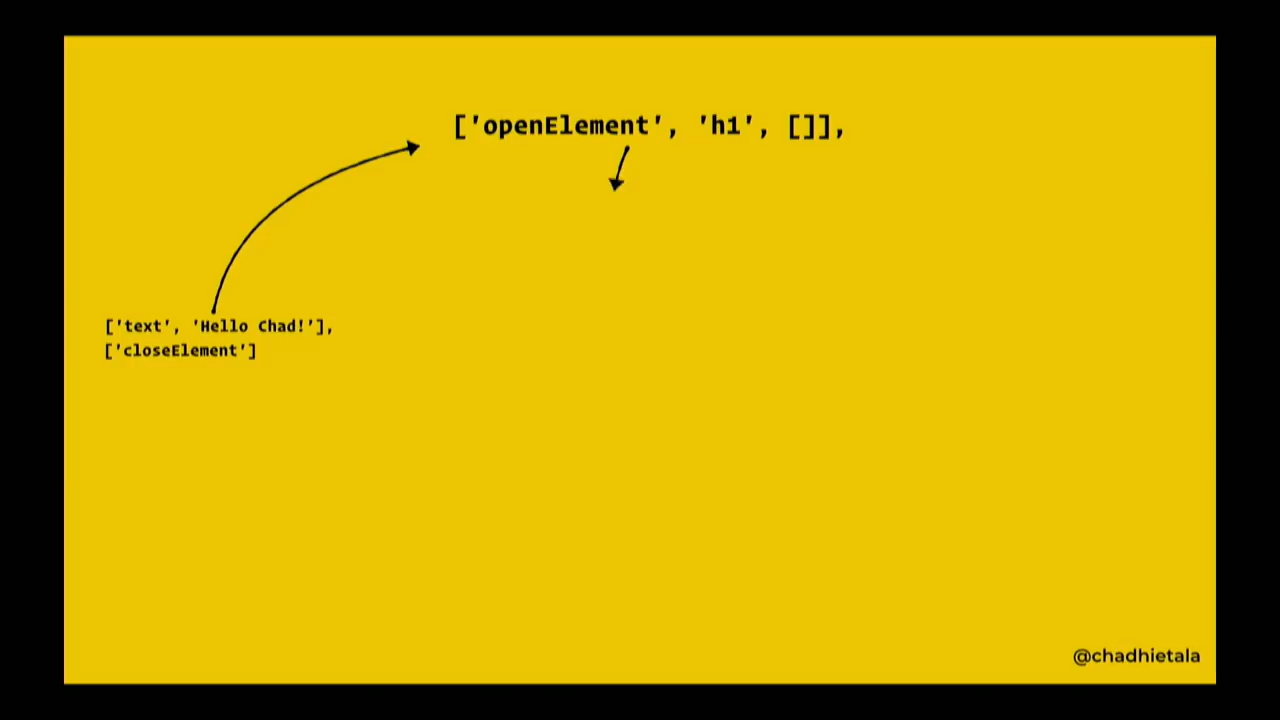 ['openElement', 'h1', []],
['text', 'Hello Chad!'],
['closeElement']
@chadhietala